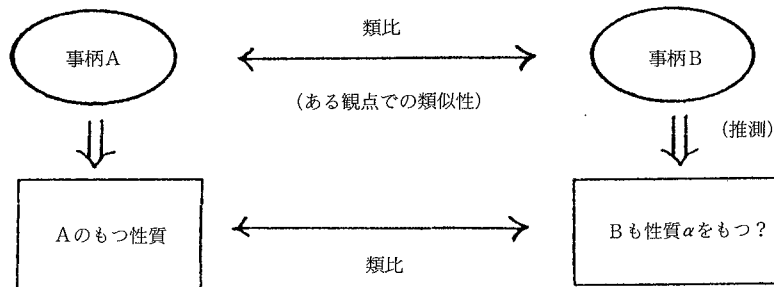 類比
事柄A
事柄B
(ある観点での類似性)
(推測)
Aのもつ性質
Bも性質αをもつ?
類比